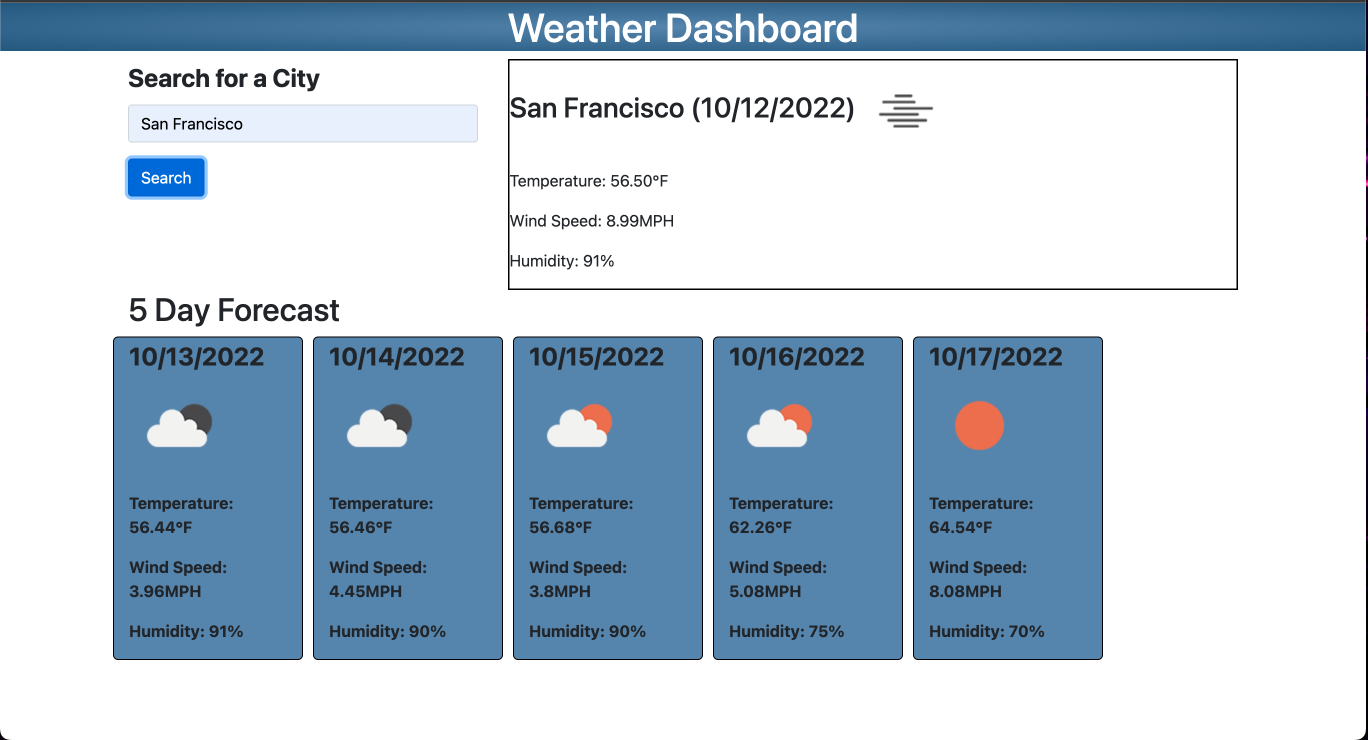 Weather Dashboard
Search for a City
San Francisco
Search
San Francisco (10/12/2022)
Temperature: 56.50°F
Wind Speed: 8.99MPH
Humidity: 91%
5 Day Forecast
10/13/2022
Temperature:
56.44°F
Wind Speed:
3.96MPH
Humidity: 91%
10/14/2022
Temperature:
56.46°F
Wind Speed:
4.45MPH
Humidity: 90%
10/15/2022
Temperature:
56.68°F
Wind Speed:
3.8MPH
Humidity: 90%
10/16/2022
Temperature:
62.26°F
Wind Speed:
5.08MPH
Humidity: 75%
10/17/2022
Temperature:
64.54°F
Wind Speed:
8.08MPH
Humidity: 70%